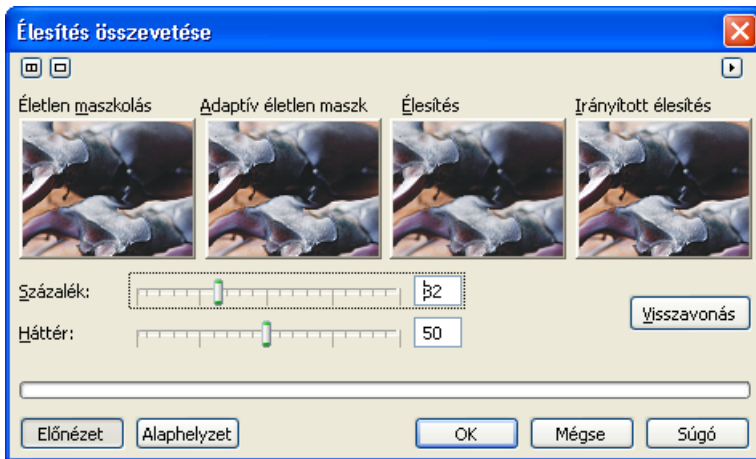 Élesítés összevetése
Életlen maszkolás Adaptív életlen maszk Élesítés Irányított élesítés
Százalék: 32
Visszavonás
Háttér: 50
Előnézet Alaphelyzet OK Mégse Súgó